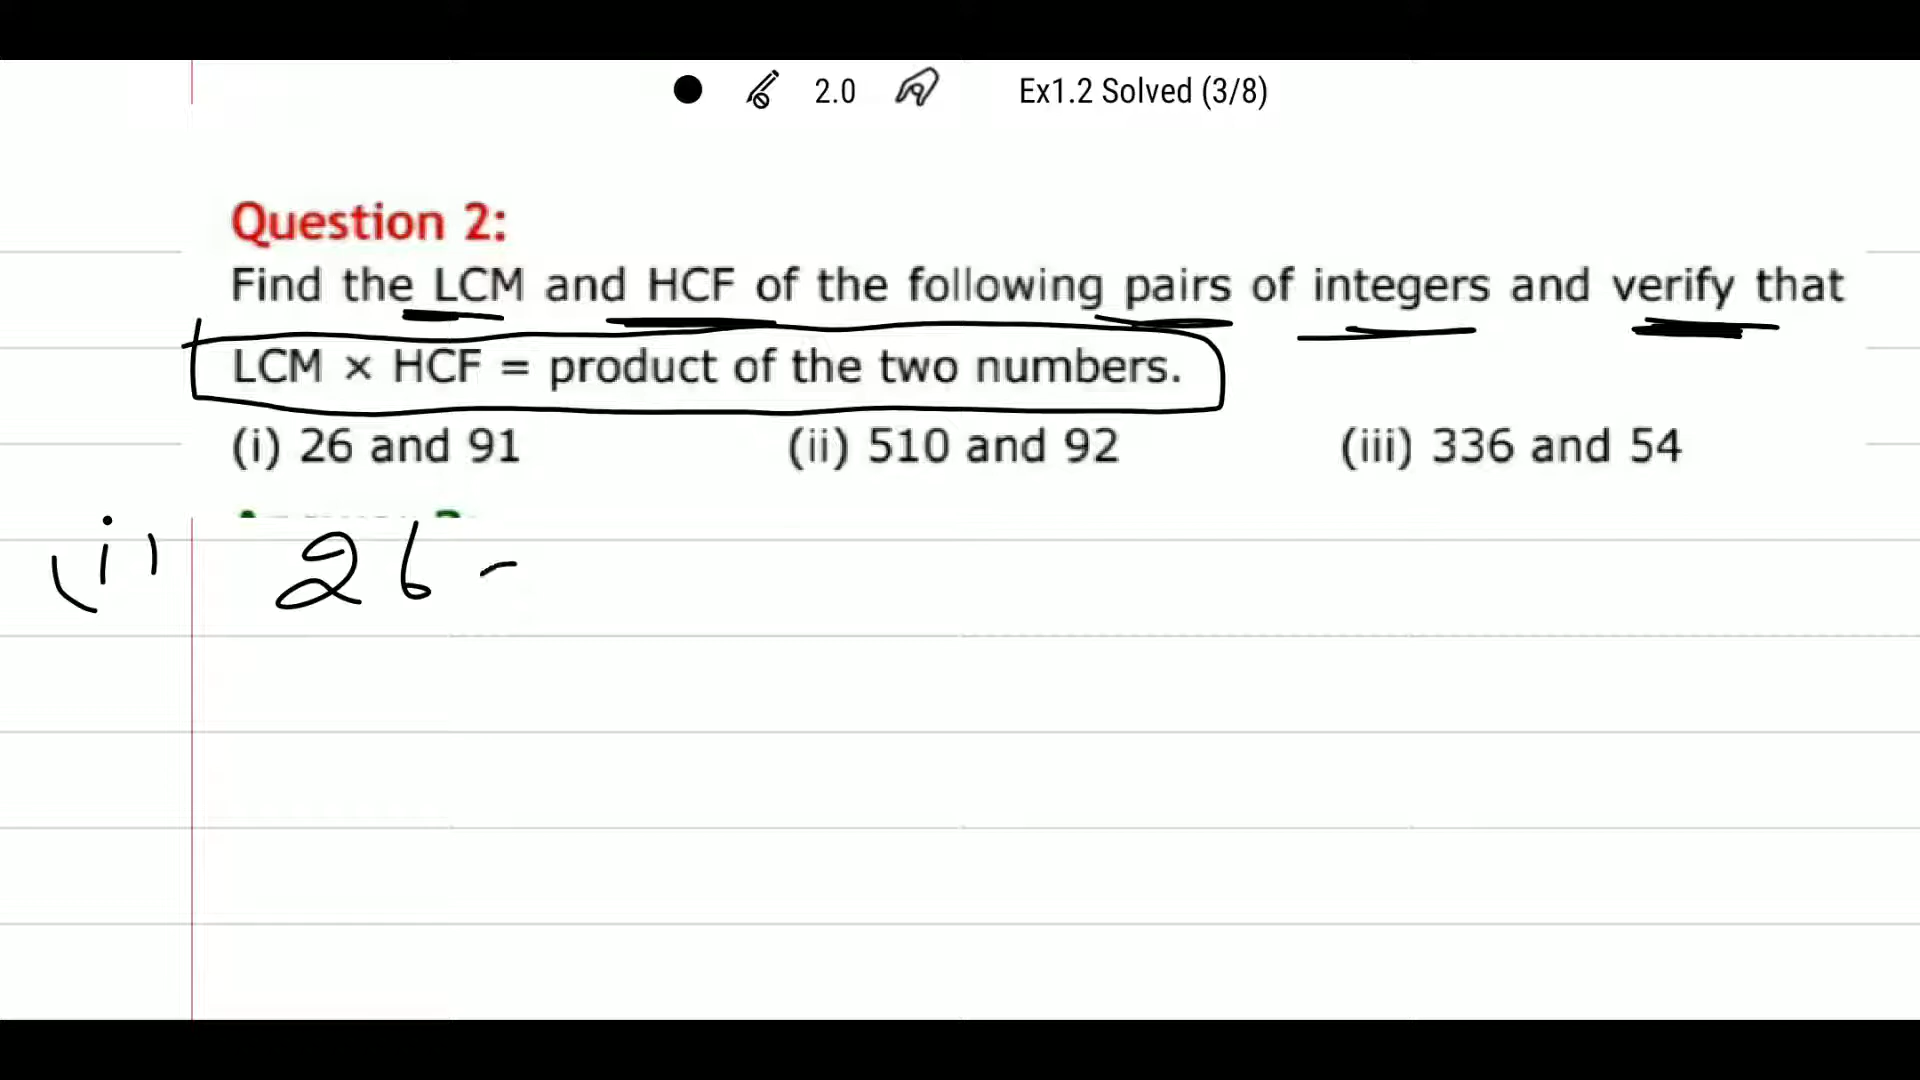 2.0 Ex1.2 Solved (3/8)
Question 2:
Find the LCM and HCF of the following pairs of integers and verify that
LCM × HCF = product of the two numbers.
(i) 26 and 91 (ii) 510 and 92 (iii) 336 and 54
(i) 26 -